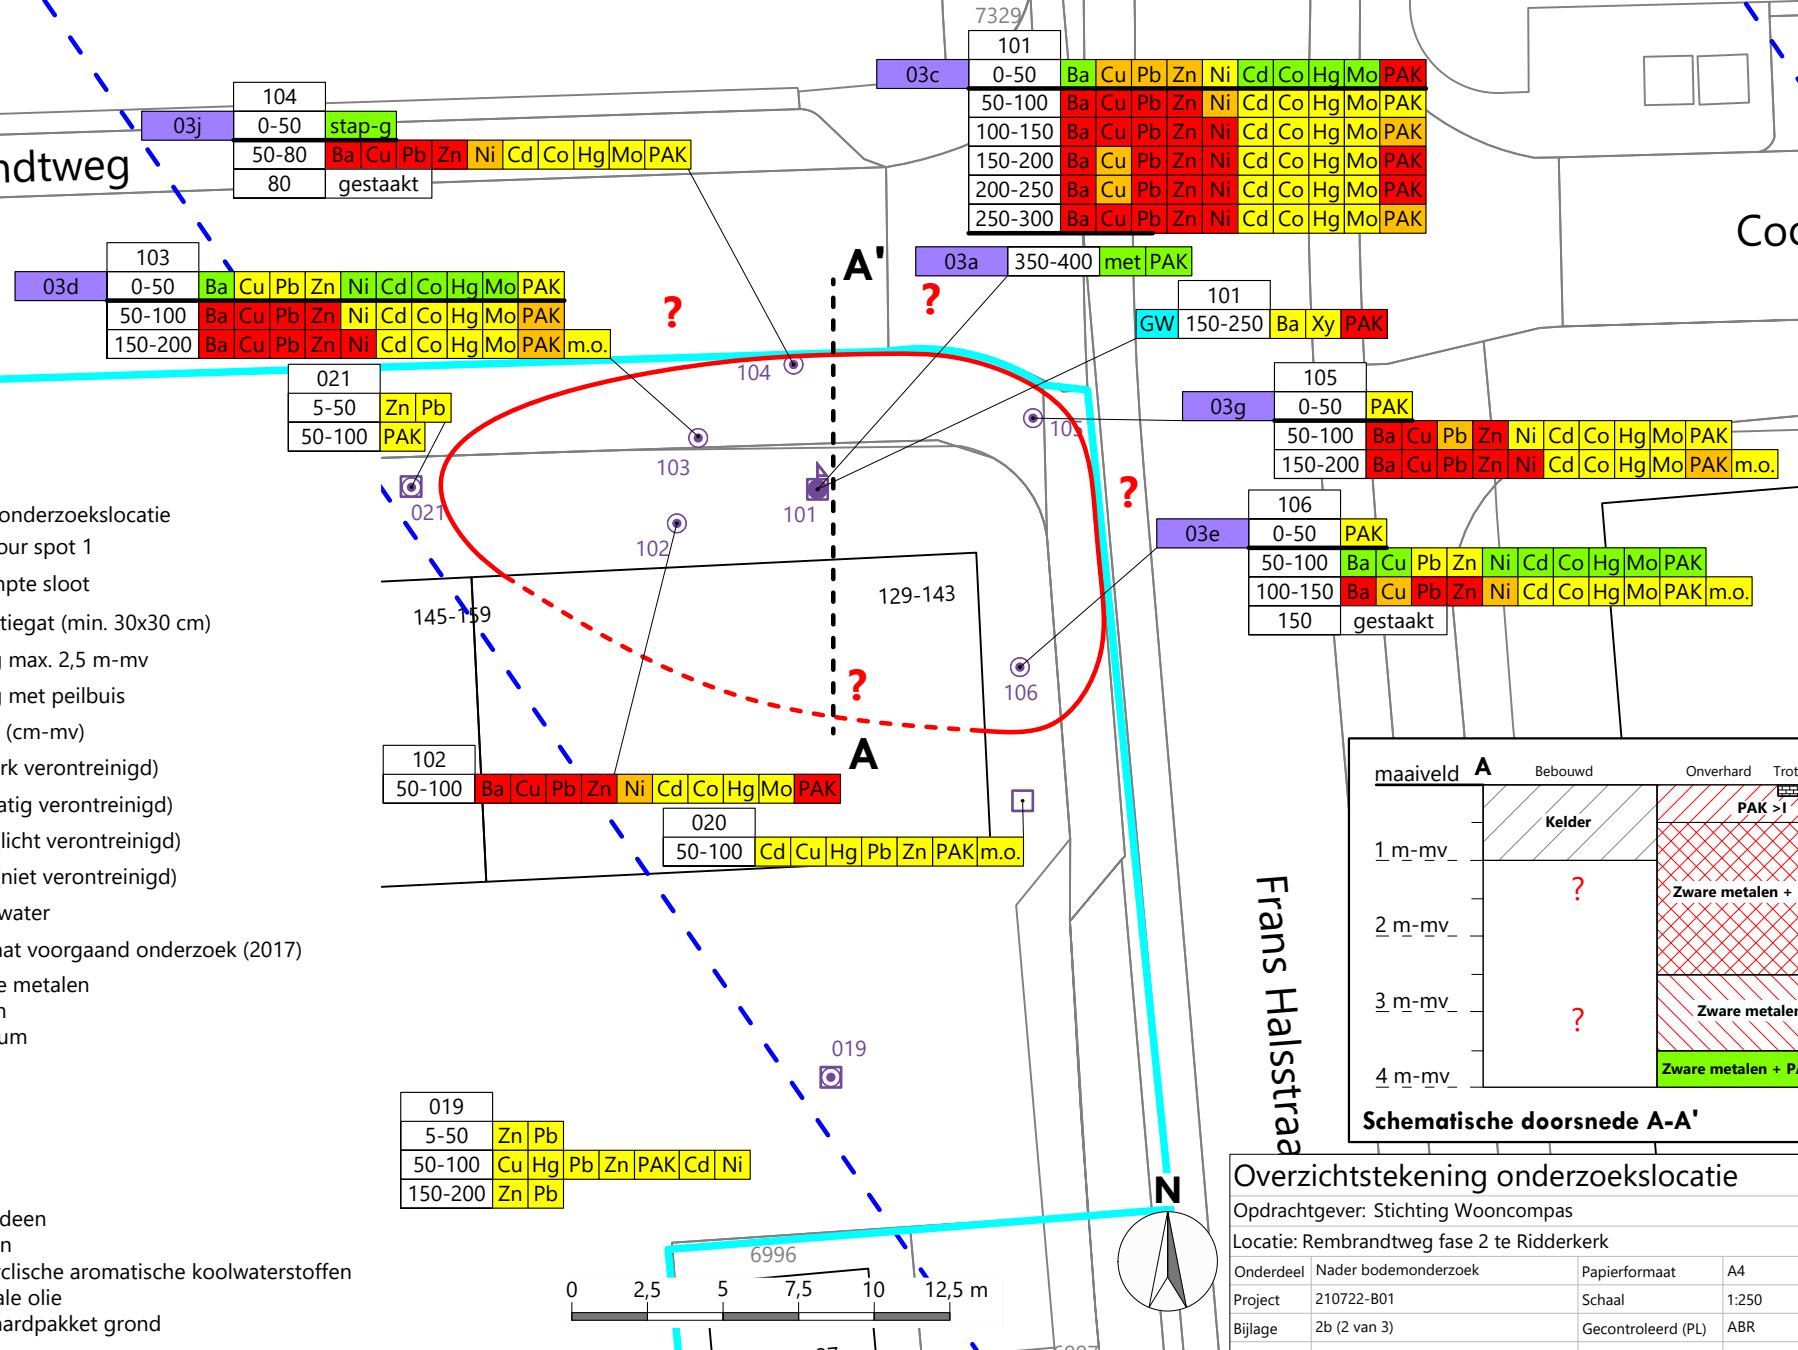 7329
101
03c 0-50 Ba Cu Pb Zn Ni Cd Co Hg Mo PAK
50-100 Ba Cu Pb Zn Ni Cd Co Hg Mo PAK
100-150 Ba Cu Pb Zn Ni Cd Co Hg Mo PAK
150-200 Ba Cu Pb Zn Ni Cd Co Hg Mo PAK
200-250 Ba Cu Pb Zn Ni Cd Co Hg Mo PAK
250-300 Ba Cu Pb Zn Ni Cd Co Hg Mo PAK
104
03j 0-50 stap-g
50-80 Ba Cu Pb Zn Ni Cd Co Hg Mo PAK
80 gestaakt
ndtweg
Coo
103
03d 0-50 Ba Cu Pb Zn Ni Cd Co Hg Mo PAK
50-100 Ba Cu Pb Zn Ni Cd Co Hg Mo PAK
150-200 Ba Cu Pb Zn Ni Cd Co Hg Mo PAK m.o.
A'
03a 350-400 met PAK
? ?
101
GW 150-250 Ba Xy PAK
021
5-50 Zn Pb
50-100 PAK
104
103
105
021
101
102
?
105
03g 0-50 PAK
50-100 Ba Cu Pb Zn Ni Cd Co Hg Mo PAK
150-200 Ba Cu Pb Zn Ni Cd Co Hg Mo PAK m.o.
106
03e 0-50 PAK
50-100 Ba Cu Pb Zn Ni Cd Co Hg Mo PAK
100-150 Ba Cu Pb Zn Ni Cd Co Hg Mo PAK m.o.
150 gestaakt
145-159
129-143
?
106
A
102
50-100 Ba Cu Pb Zn Ni Cd Co Hg Mo PAK
020
50-100 Cd Cu Hg Pb Zn PAK m.o.
onderzoekslocatie
our spot 1
npte sloot
tiegat (min. 30x30 cm)
g max. 2,5 m-mv
g met peilbuis
(cm-mv)
rk verontreinigd)
atig verontreinigd)
licht verontreinigd)
niet verontreinigd)
water
aat voorgaand onderzoek (2017)
e metalen
n
um
deen
n
clische aromatische koolwaterstoffen
ale olie
aardpakket grond
019
019
5-50 Zn Pb
50-100 Cu Hg Pb Zn PAK Cd Ni
150-200 Zn Pb
Frans Halsstraa
maaiveld A Bebouwd Onverhard Trot
Kelder
PAK >I
1 m-mv
? Zware metalen +
2 m-mv
3 m-mv
? Zware metalen
4 m-mv
Zware metalen + PA
Schematische doorsnede A-A'
N
6996
0 2,5 5 7,5 10 12,5 m
Overzichtstekening onderzoekslocatie
Opdrachtgever: Stichting Wooncompas
Locatie: Rembrandtweg fase 2 te Ridderkerk
Onderdeel Nader bodemonderzoek Papierformaat A4
Project 210722-B01 Schaal 1:250
Bijlage 2b (2 van 3) Gecontroleerd (PL) ABR